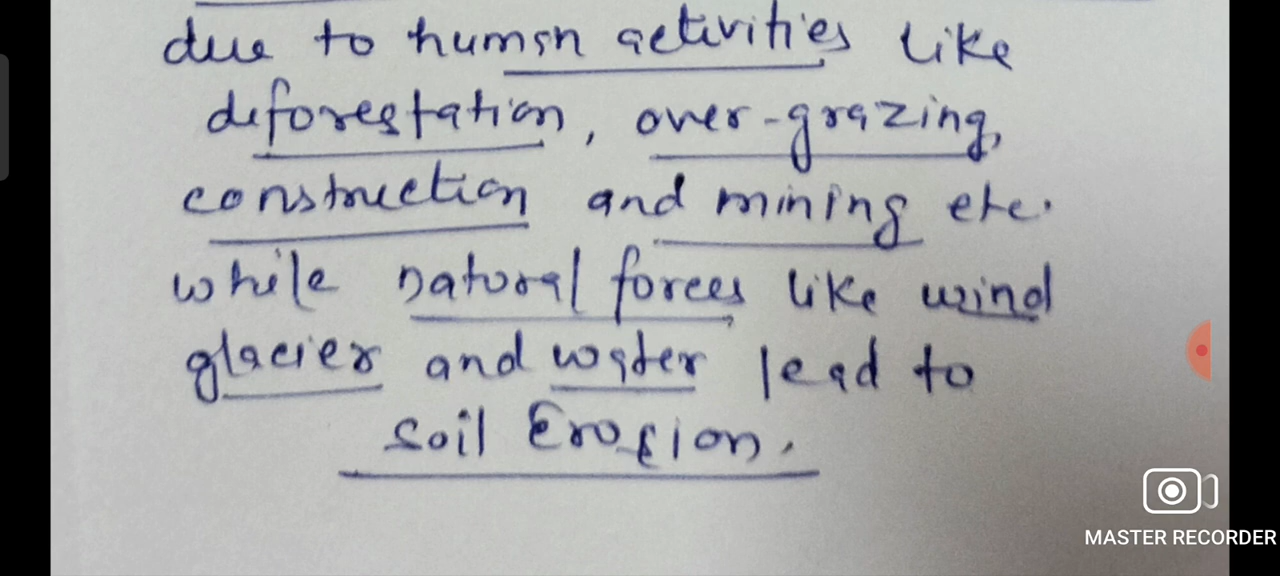 due to human activities like
deforestation, over-grazing,
construction and mining etc.
while natural forces like wind
glacier and water lead to
soil Erosion.
MASTER RECORDER